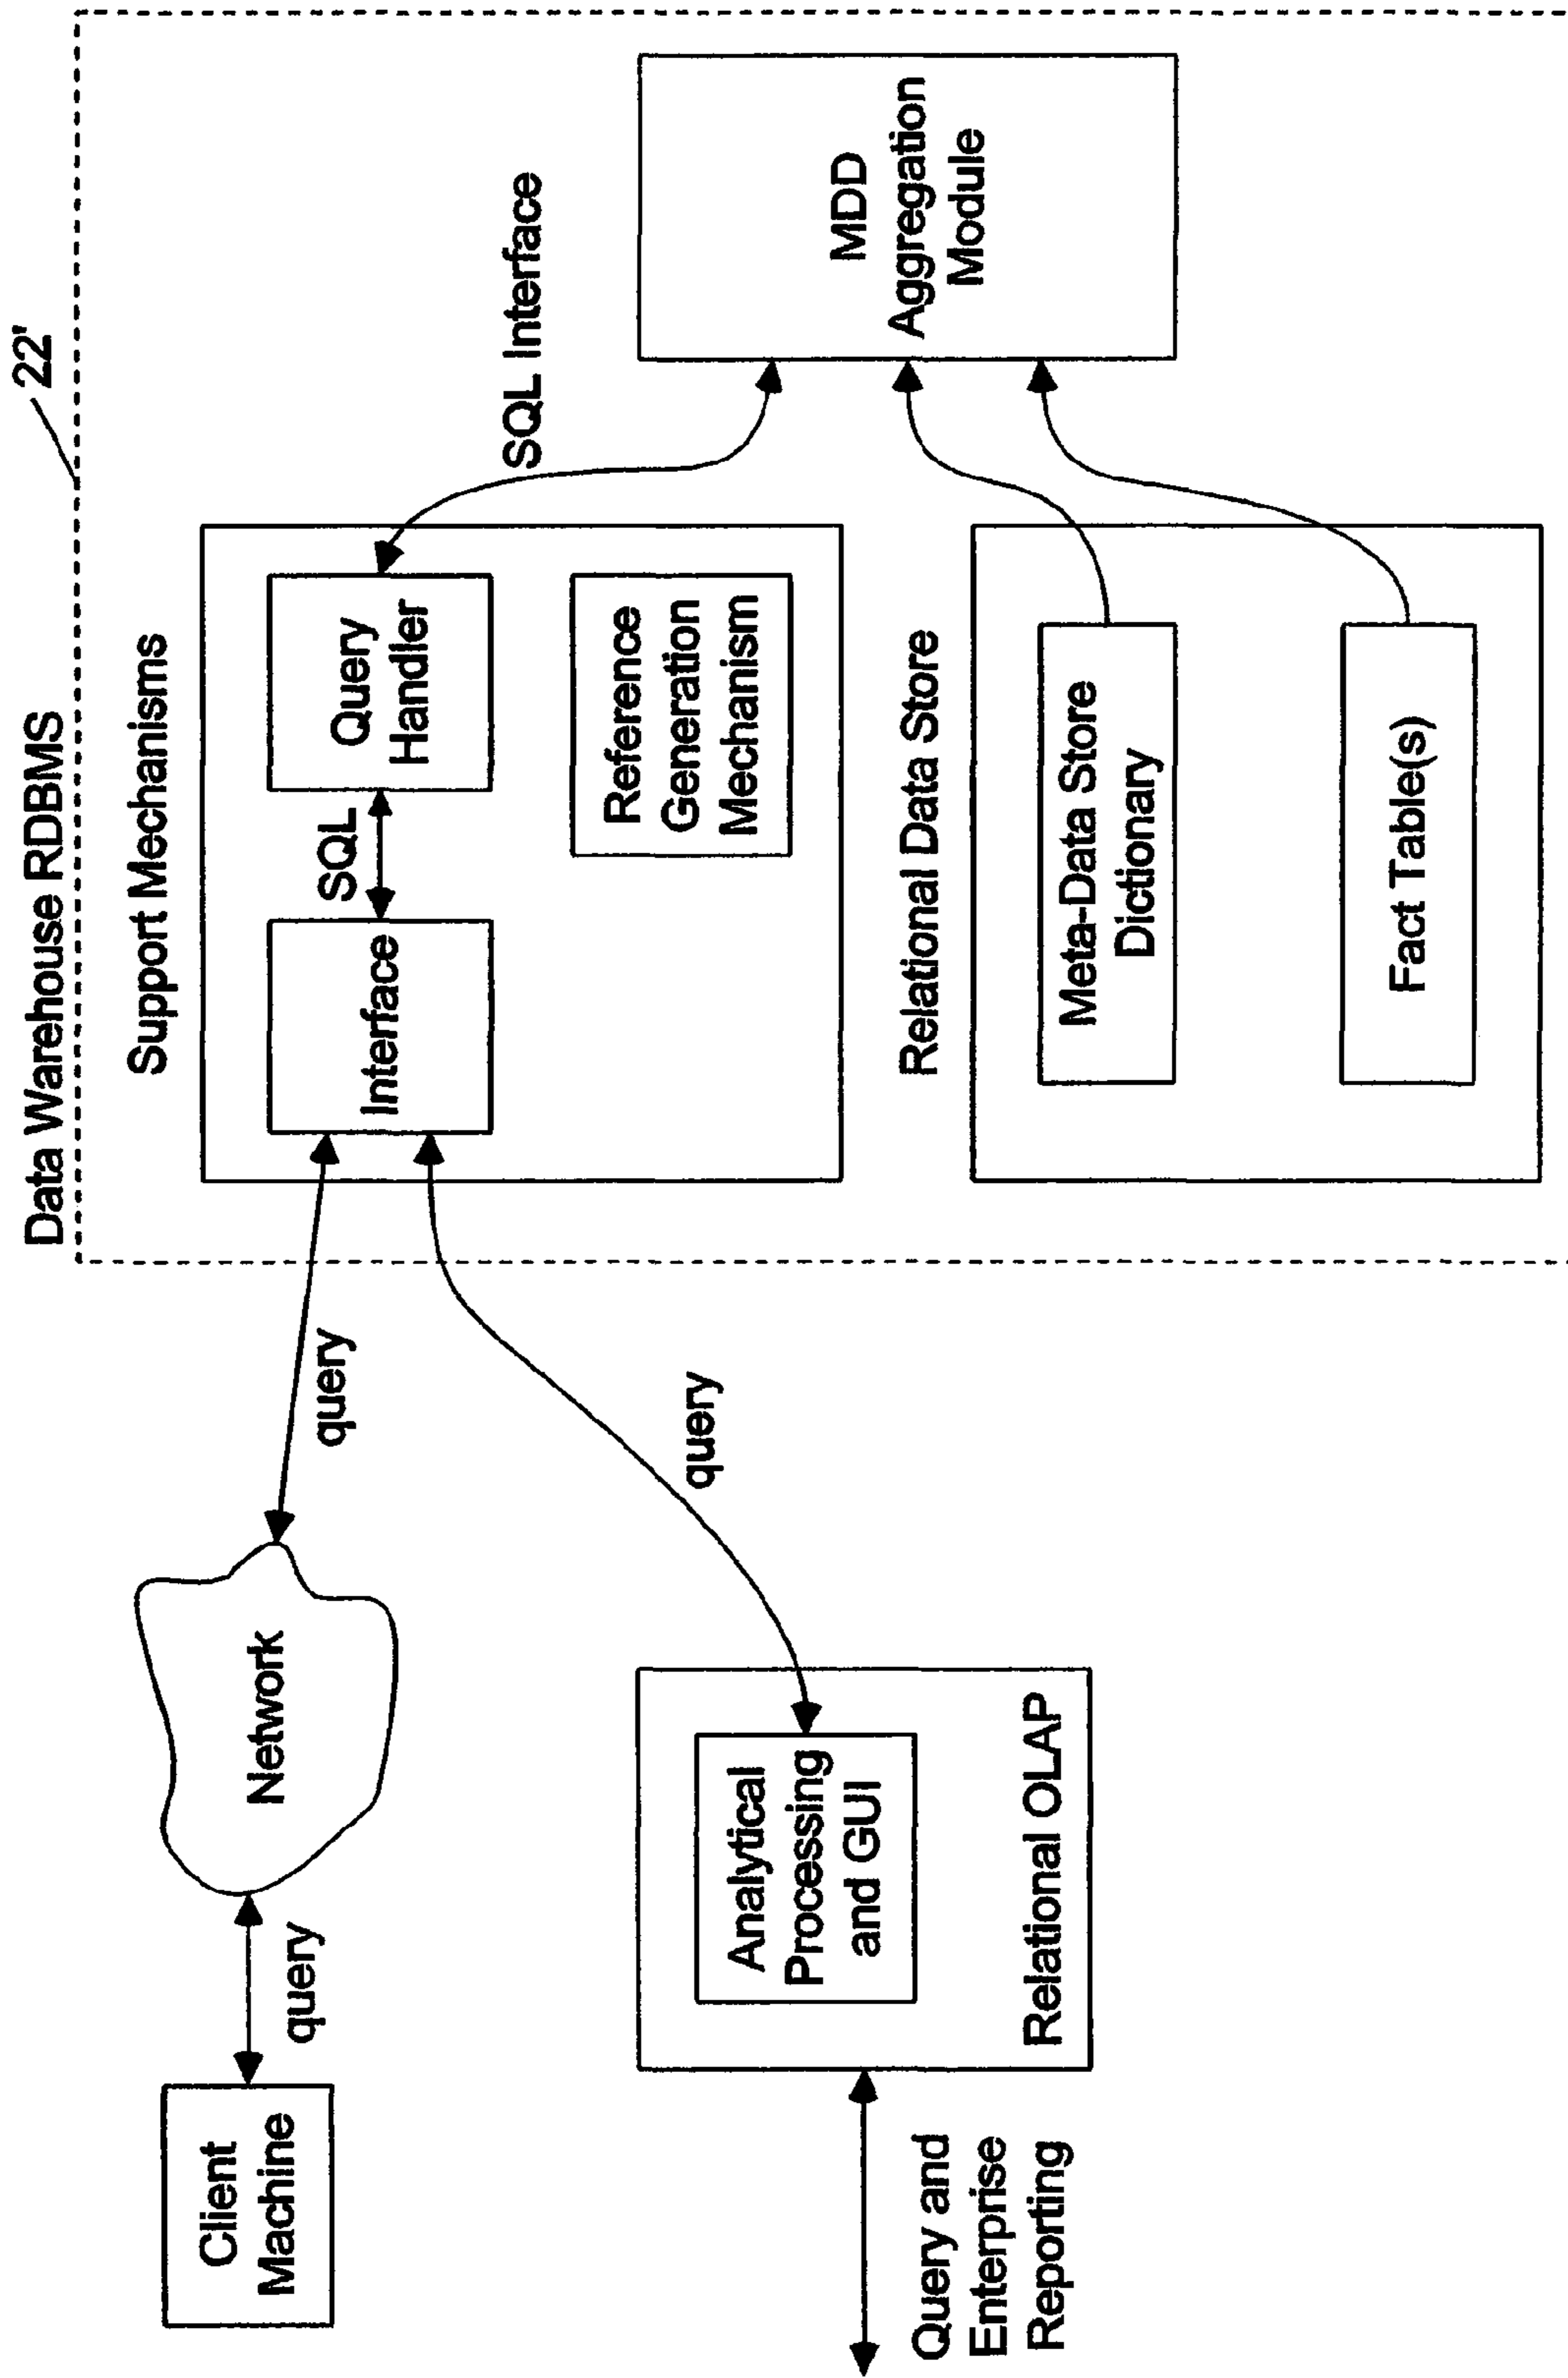 Data Warehouse RDBMS
22'
Support Mechanisms
Interface
SQL
Query
Handler
SQL Interface
Reference
Generation
Mechanism
MDD
Aggregation
Module
Relational Data Store
Meta-Data Store
Dictionary
Fact Table(s)
Client
Machine
query
Network
query
query
Analytical
Processing
and GUI
Relational OLAP
Query and
Enterprise
Reporting